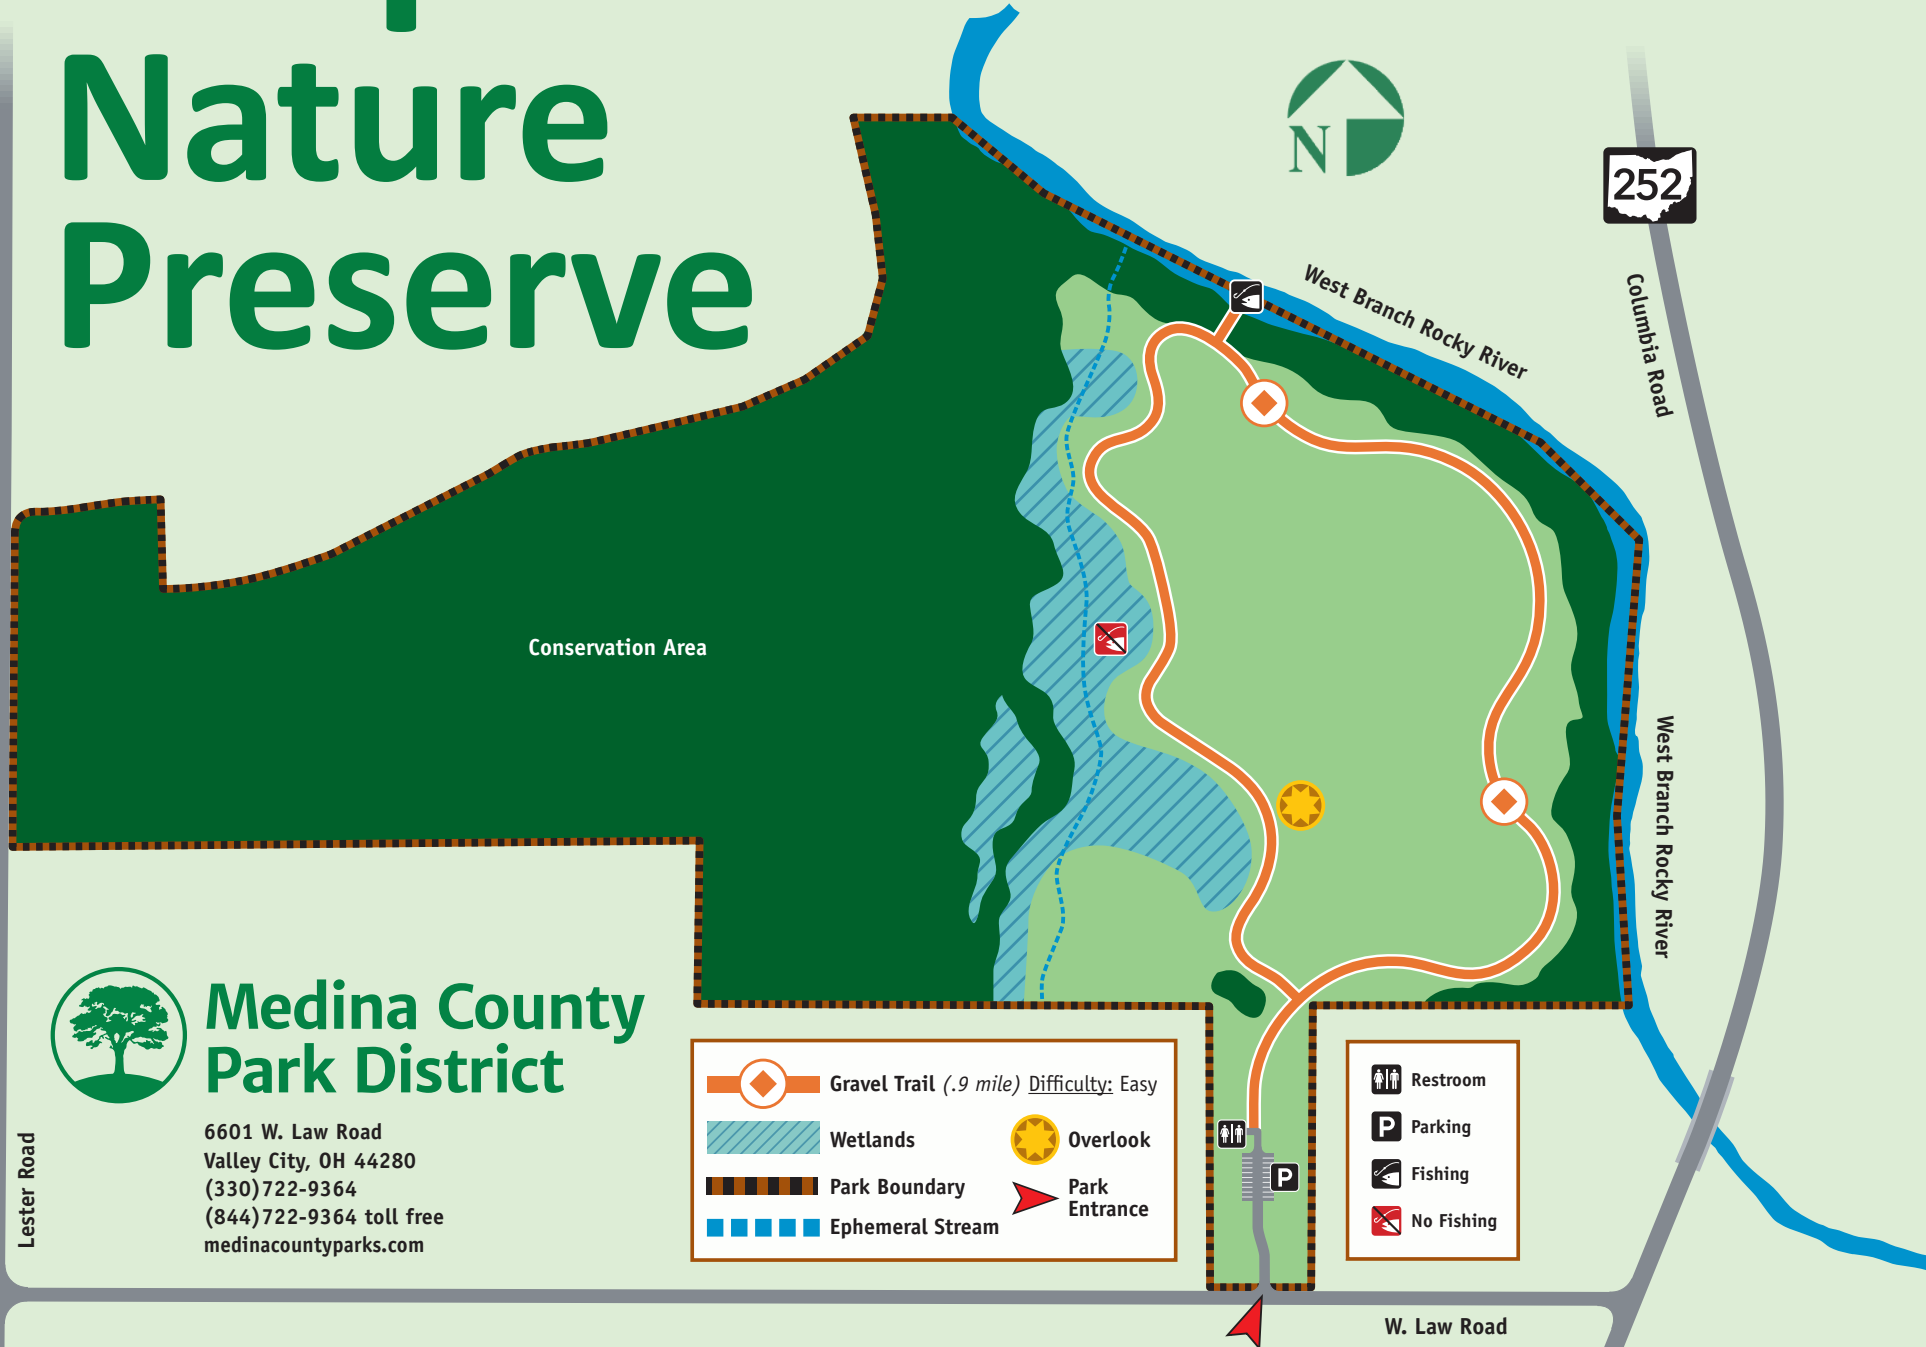 Nature
Preserve
N
252
Columbia Road
West Branch Rocky River
West Branch Rocky River
Conservation Area
Medina County
Park District
6601 W. Law Road
Valley City, OH 44280
(330)722-9364
(844)722-9364 toll free
medinacountyparks.com
Lester Road
Gravel Trail (.9 mile) Difficulty: Easy
Wetlands
Overlook
Park Boundary
Park
Entrance
Ephemeral Stream
P
Restroom
P Parking
Fishing
No Fishing
W. Law Road